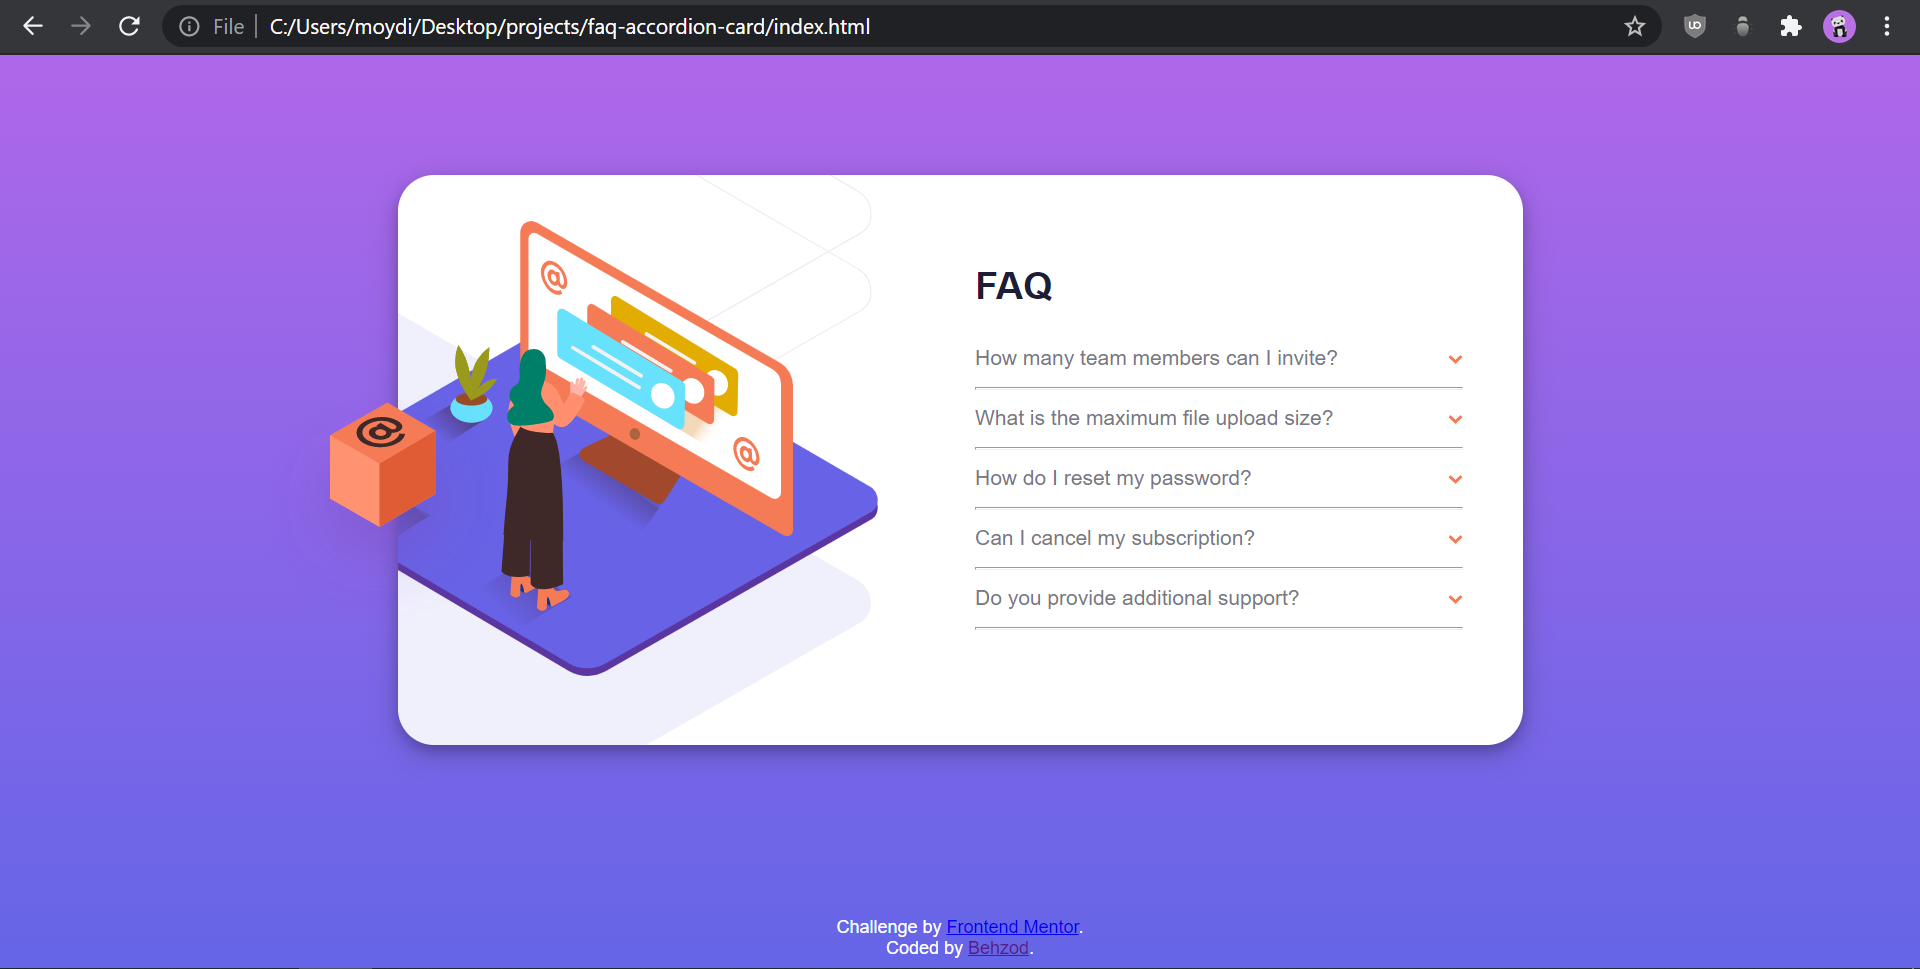 File C:/Users/moydi/Desktop/projects/faq-accordion-card/index.html
@
@
@
FAQ
How many team members can I invite?
What is the maximum file upload size?
How do I reset my password?
Can I cancel my subscription?
Do you provide additional support?
Challenge by Frontend Mentor.
Coded by Behzod.